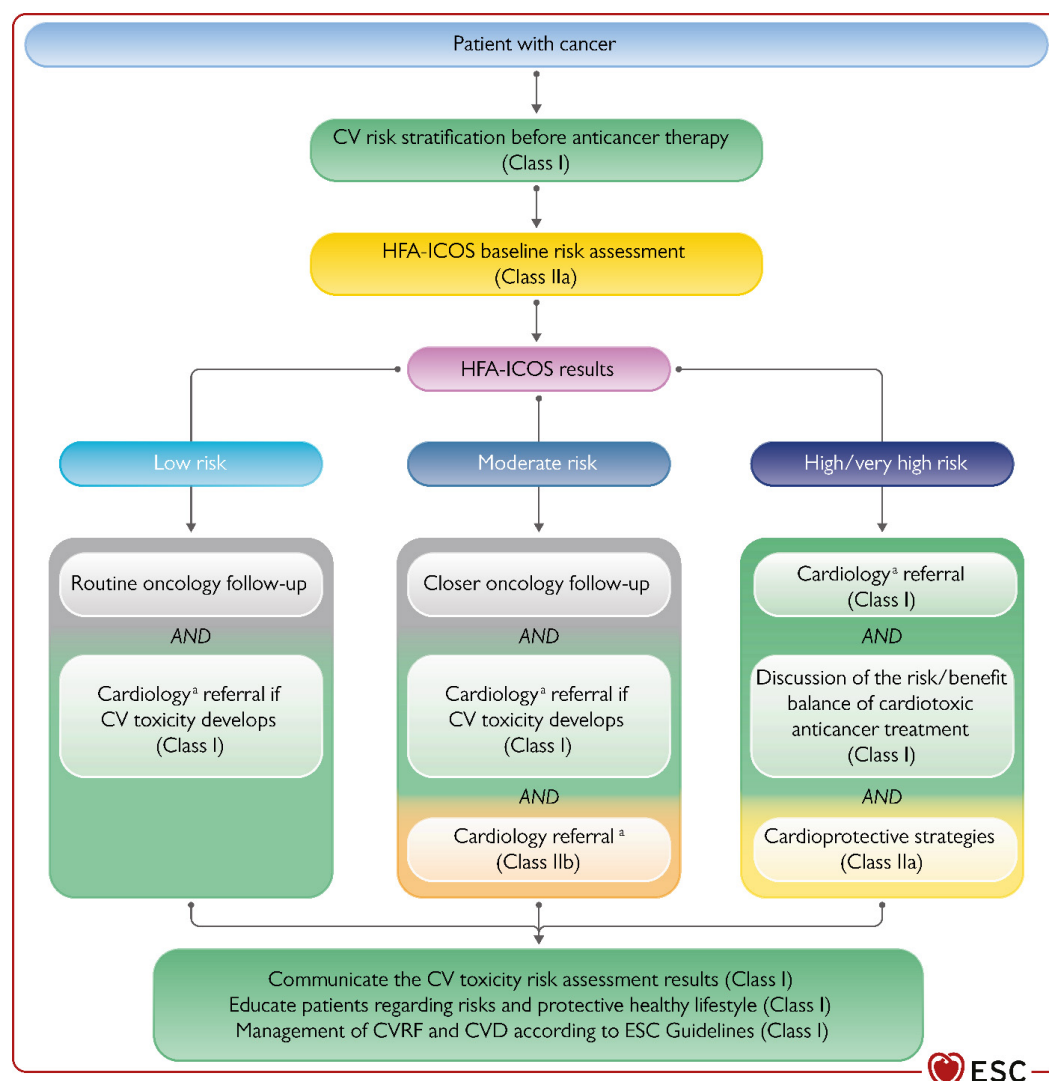 Patient with cancer
CV risk stratification before anticancer therapy
(Class I)
HFA-ICOS baseline risk assessment
(Class IIa)
HFA-ICOS results
Low risk
Moderate risk
High/very high risk
Routine oncology follow-up
AND
Cardiologyᵃ referral if
CV toxicity develops
(Class I)
Closer oncology follow-up
AND
Cardiologyᵃ referral if
CV toxicity develops
(Class I)
AND
Cardiology referral ᵃ
(Class IIb)
Cardiologyᵃ referral
(Class I)
AND
Discussion of the risk/benefit
balance of cardiotoxic
anticancer treatment
(Class I)
AND
Cardioprotective strategies
(Class IIa)
Communicate the CV toxicity risk assessment results (Class I)
Educate patients regarding risks and protective healthy lifestyle (Class I)
Management of CVRF and CVD according to ESC Guidelines (Class I)
ESC